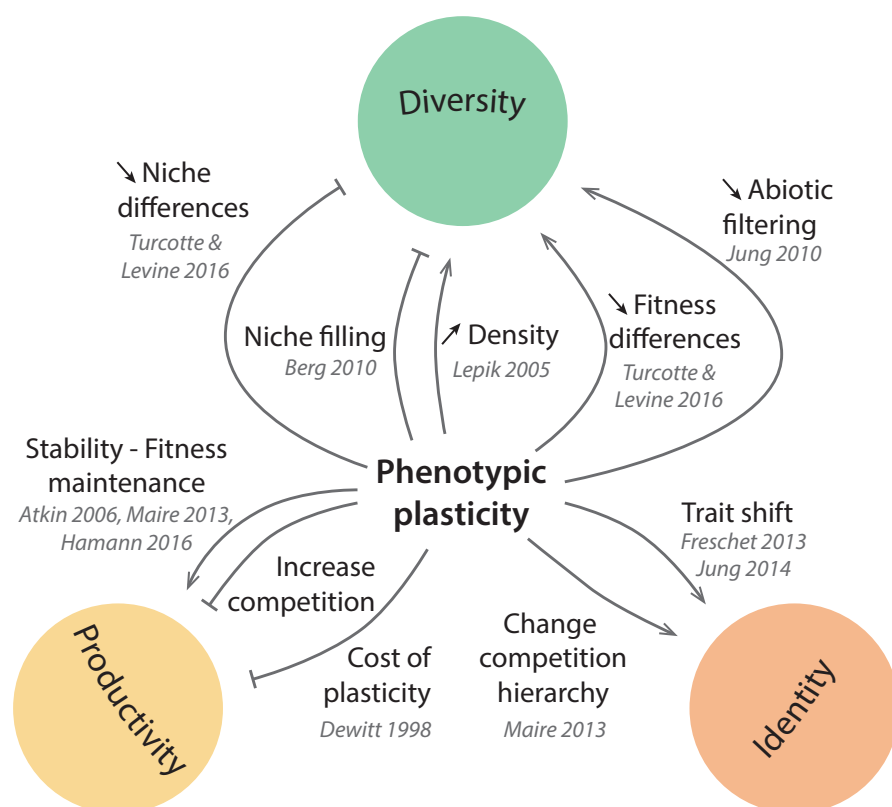 Diversity
↘ Niche
differences
Turcotte &
Levine 2016
↘ Abiotic
filtering
Jung 2010
Niche filling
Berg 2010
↗ Density
Lepik 2005
↘ Fitness
differences
Turcotte &
Levine 2016
Phenotypic
plasticity
Stability - Fitness
maintenance
Atkin 2006, Maire 2013,
Hamann 2016
Trait shift
Freschet 2013
Jung 2014
Increase
competition
Cost of
plasticity
Dewitt 1998
Change
competition
hierarchy
Maire 2013
Productivity
Identity